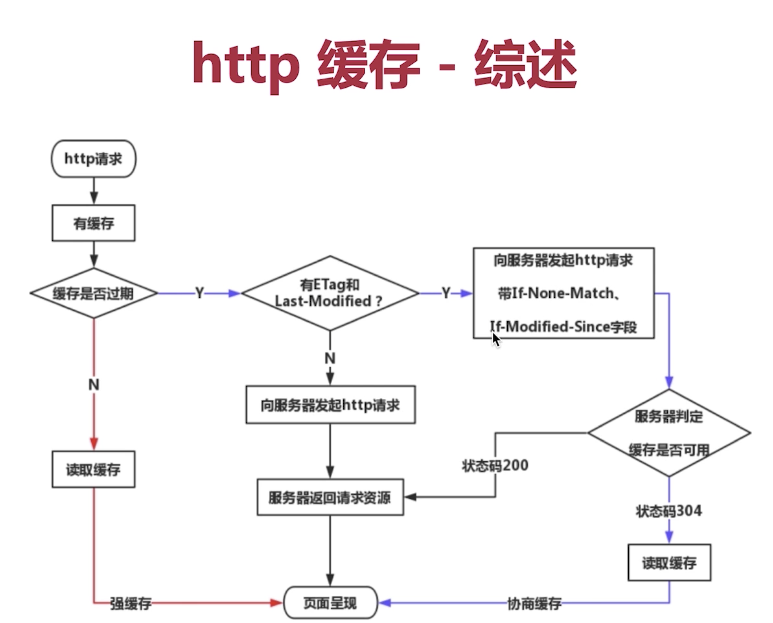 http 缓存 - 综述
http请求
有缓存
缓存是否过期
Y
有ETag和
Last-Modified？
Y
向服务器发起http请求
带If-None-Match、
If-Modified-Since字段
N
N
向服务器发起http请求
服务器判定
缓存是否可用
读取缓存
状态码200
服务器返回请求资源
状态码304
读取缓存
强缓存
页面呈现
协商缓存